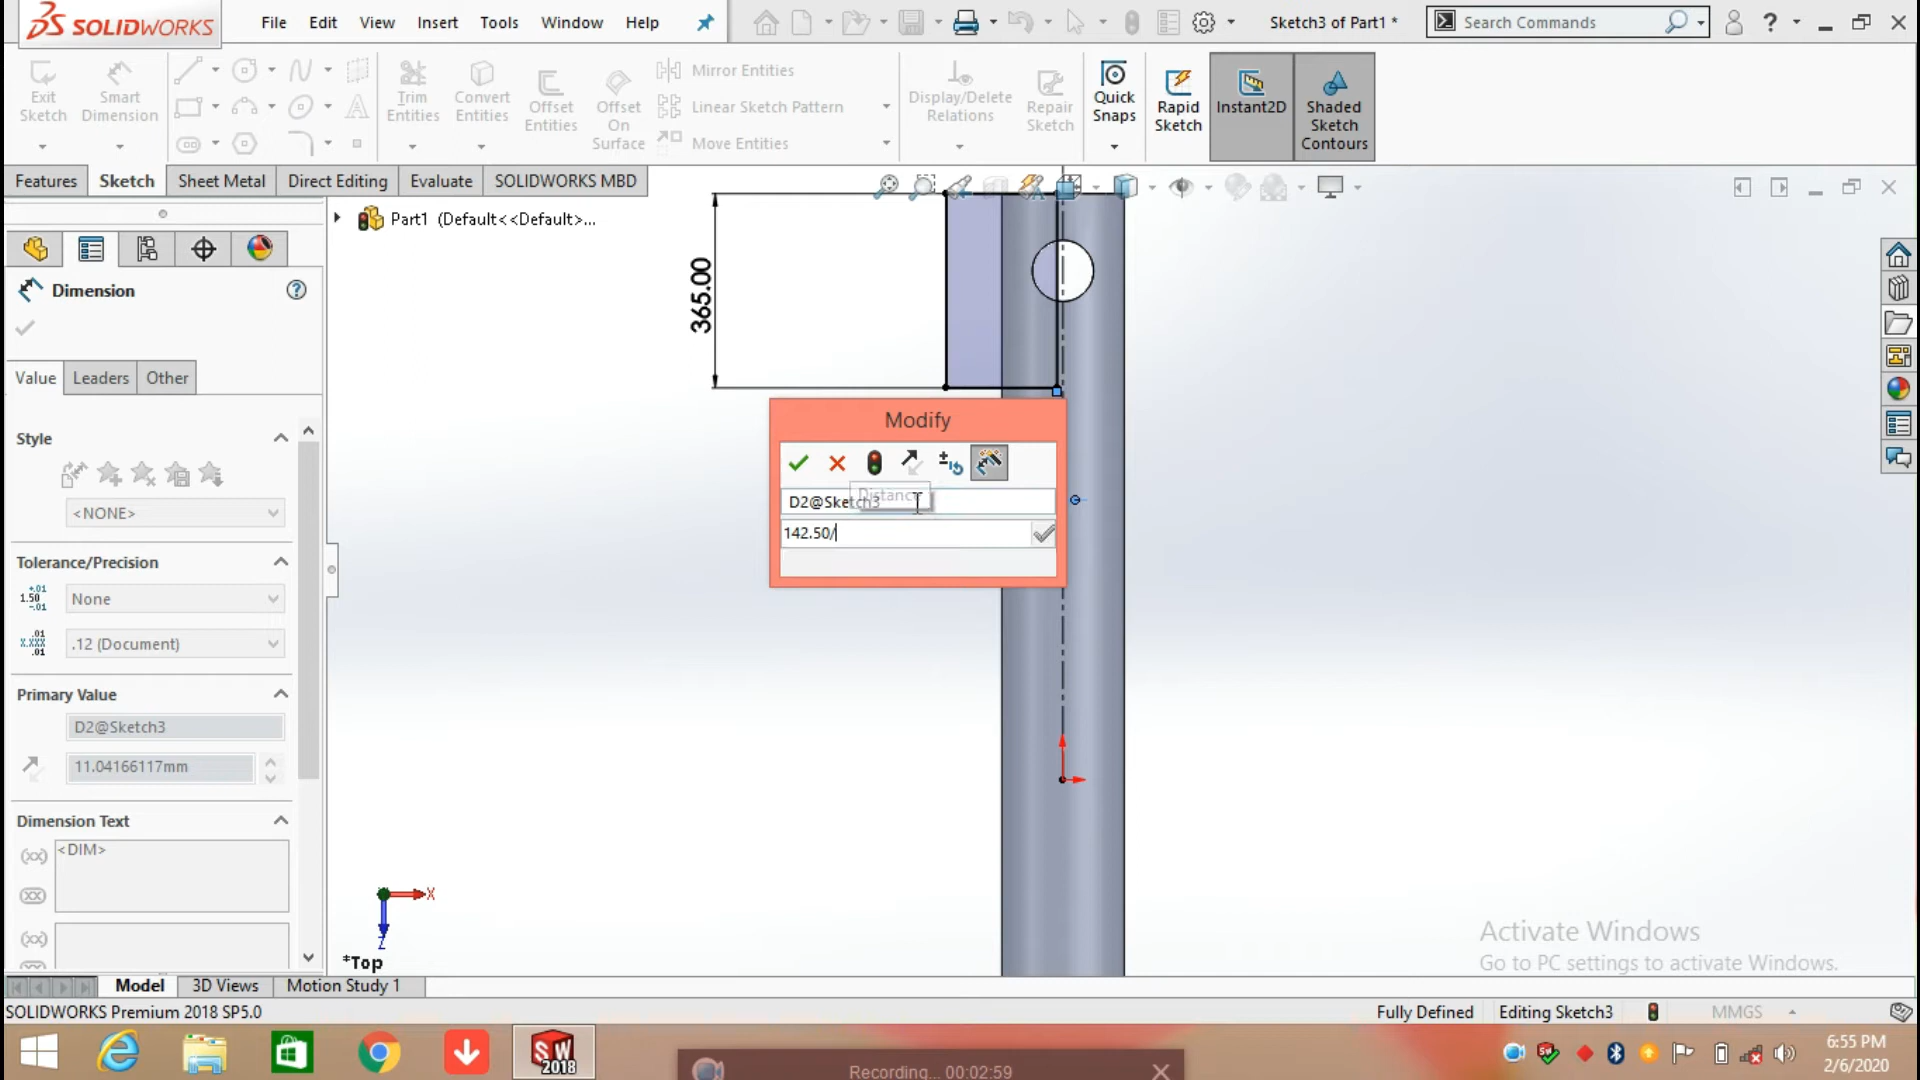 SOLIDWORKS
File Edit View Insert Tools Window Help
Sketch3 of Part1 *
Search Commands
Exit Sketch
Smart Dimension
Trim Entities
Convert Entities
Offset Entities
Offset On Surface
Mirror Entities
Linear Sketch Pattern
Move Entities
Display/Delete Relations
Repair Sketch
Quick Snaps
Rapid Sketch
Instant2D
Shaded Sketch Contours
Features Sketch Sheet Metal Direct Editing Evaluate SOLIDWORKS MBD
Part1 (Default<<Default>...
Dimension
Value Leaders Other
Style
<NONE>
Tolerance/Precision
None
.12 (Document)
Primary Value
D2@Sketch3
11.04166117mm
Dimension Text
<DIM>
365.00
Modify
Distance
D2@Sketch3
142.50/
X
Z
*Top
Activate Windows
Go to PC settings to activate Windows.
Model 3D Views Motion Study 1
SOLIDWORKS Premium 2018 SP5.0
Fully Defined Editing Sketch3 MMGS
SW 2018
Recording... 00:02:59
6:55 PM
2/6/2020